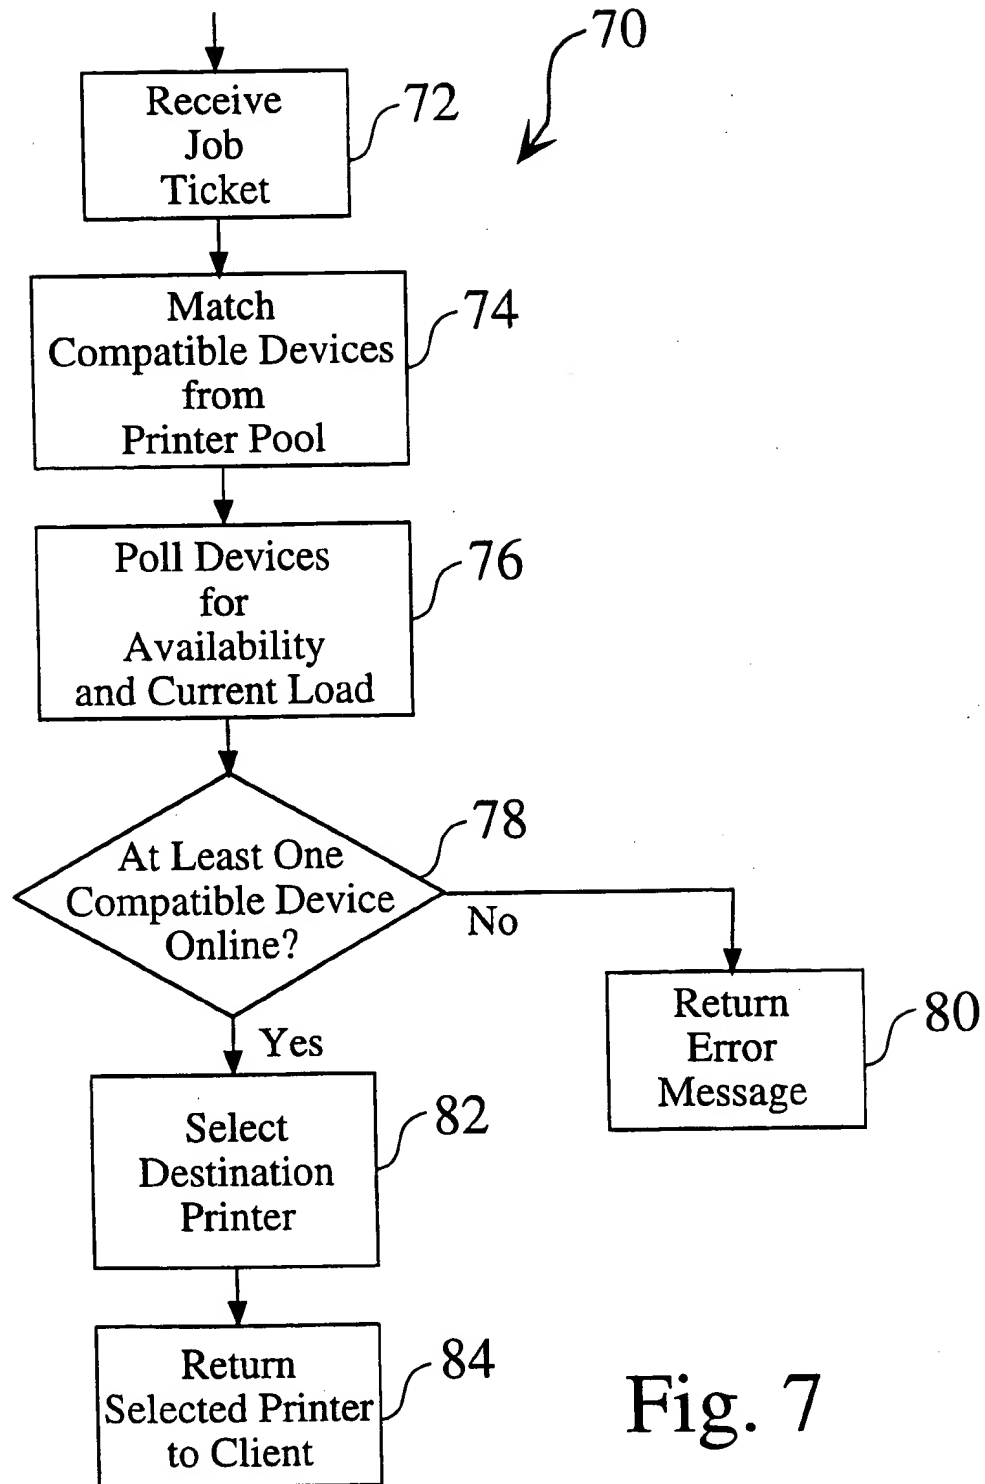 70
Receive
Job
Ticket
72
Match
Compatible Devices
from
Printer Pool
74
Poll Devices
for
Availability
and Current Load
76
At Least One
Compatible Device
Online?
78
No
Yes
Return
Error
Message
80
Select
Destination
Printer
82
Return
Selected Printer
to Client
84
Fig. 7